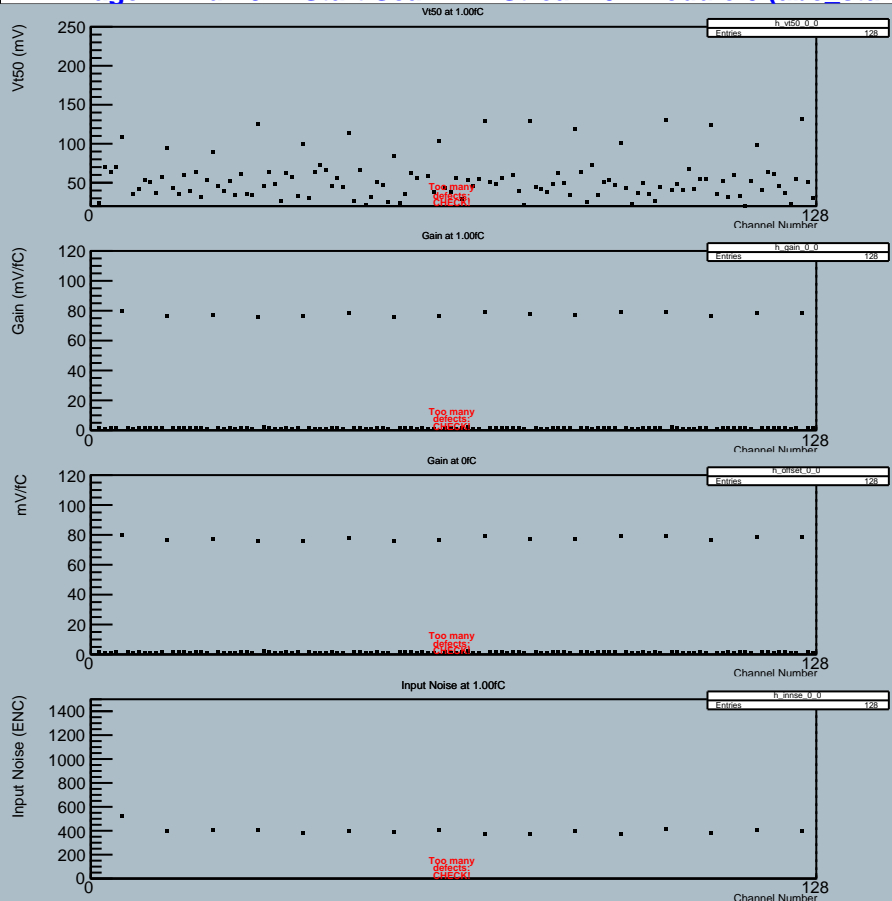 Vt50 at 1.00fC
h_vt50_0_0
Entries 128
Vt50 (mV)
250
200
150
100
50
Too many
defects:
CHECK!
0
128
Channel Number
Gain at 1.00fC
h_gain_0_0
Entries 128
Gain (mV/fC)
120
100
80
60
40
20
0
Too many
defects:
CHECK!
0
128
Channel Number
Gain at 0fC
h_offset_0_0
Entries 128
mV/fC
120
100
80
60
40
20
0
Too many
defects:
CHECK!
0
128
Channel Number
Input Noise at 1.00fC
h_innse_0_0
Entries 128
Input Noise (ENC)
1400
1200
1000
800
600
400
200
0
Too many
defects:
CHECK!
0
128
Channel Number